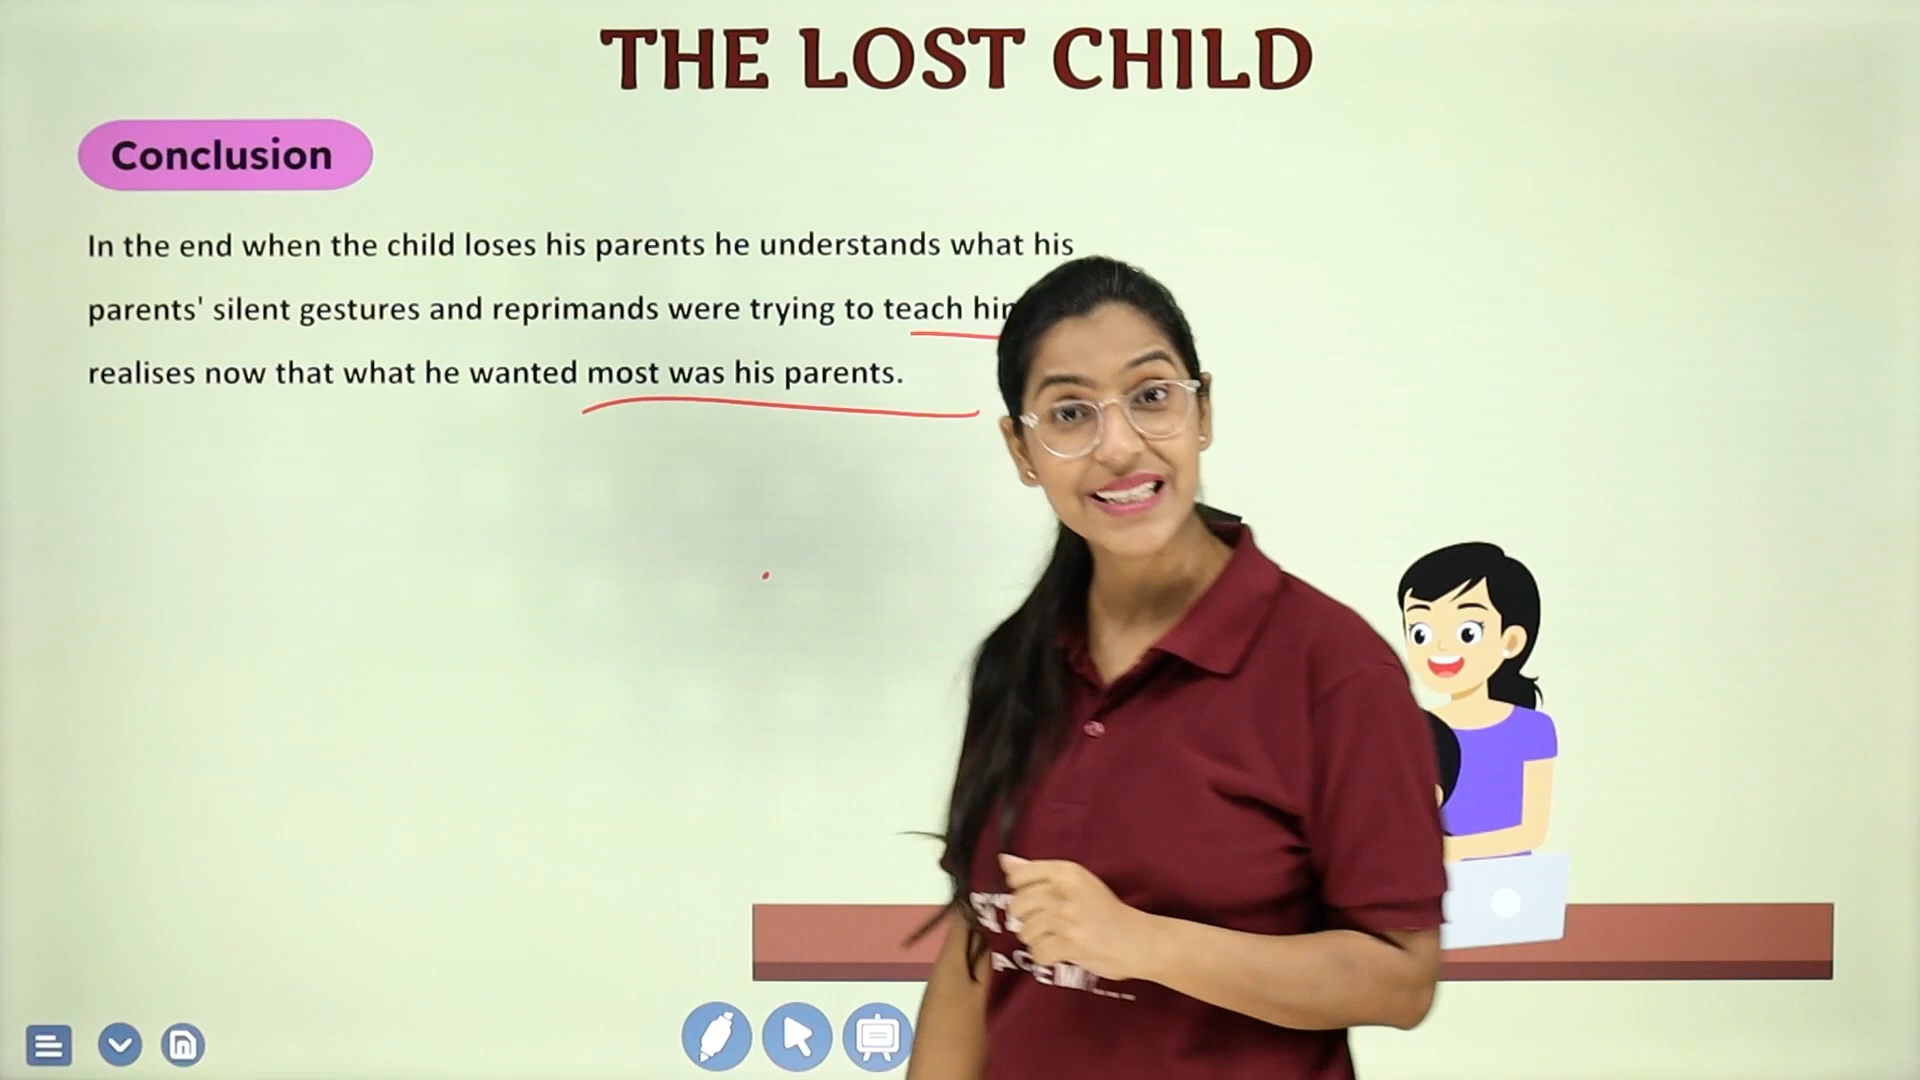 THE LOST CHILD
Conclusion
In the end when the child loses his parents he understands what his
parents' silent gestures and reprimands were trying to teach
realises now that what he wanted most was his parents.